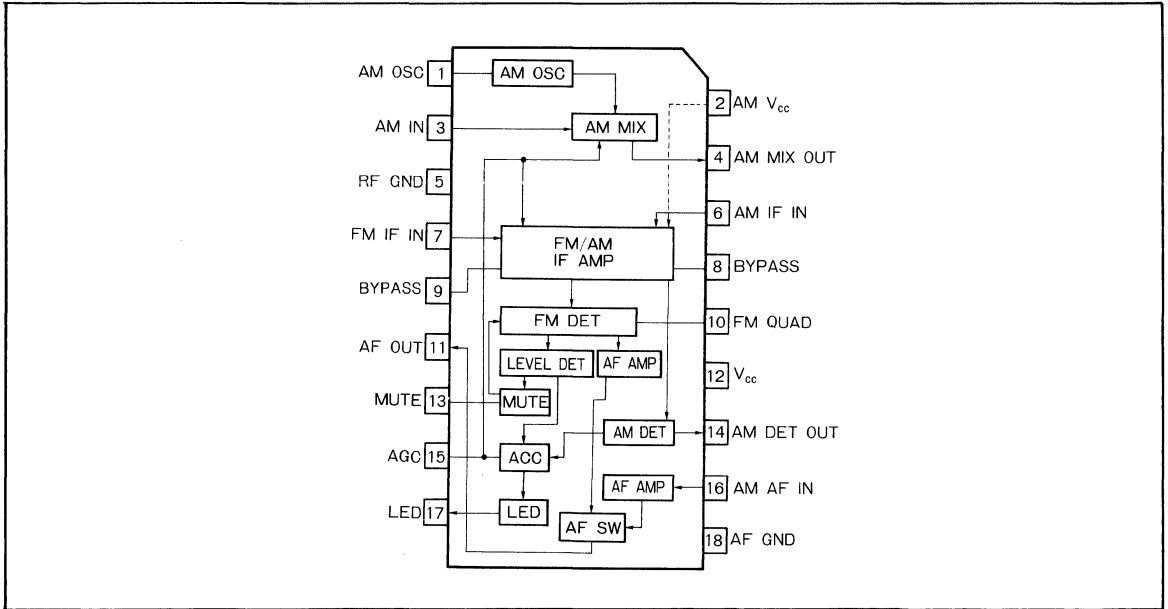 AM OSC 1
AM OSC
2 AM Vcc
AM IN 3
AM MIX
4 AM MIX OUT
RF GND 5
6 AM IF IN
FM IF IN 7
FM/AM
IF AMP
8 BYPASS
BYPASS 9
FM DET
10 FM QUAD
AF OUT 11
LEVEL DET
AF AMP
12 Vcc
MUTE 13
MUTE
AM DET
14 AM DET OUT
AGC 15
ACC
AF AMP
16 AM AF IN
LED 17
LED
AF SW
18 AF GND